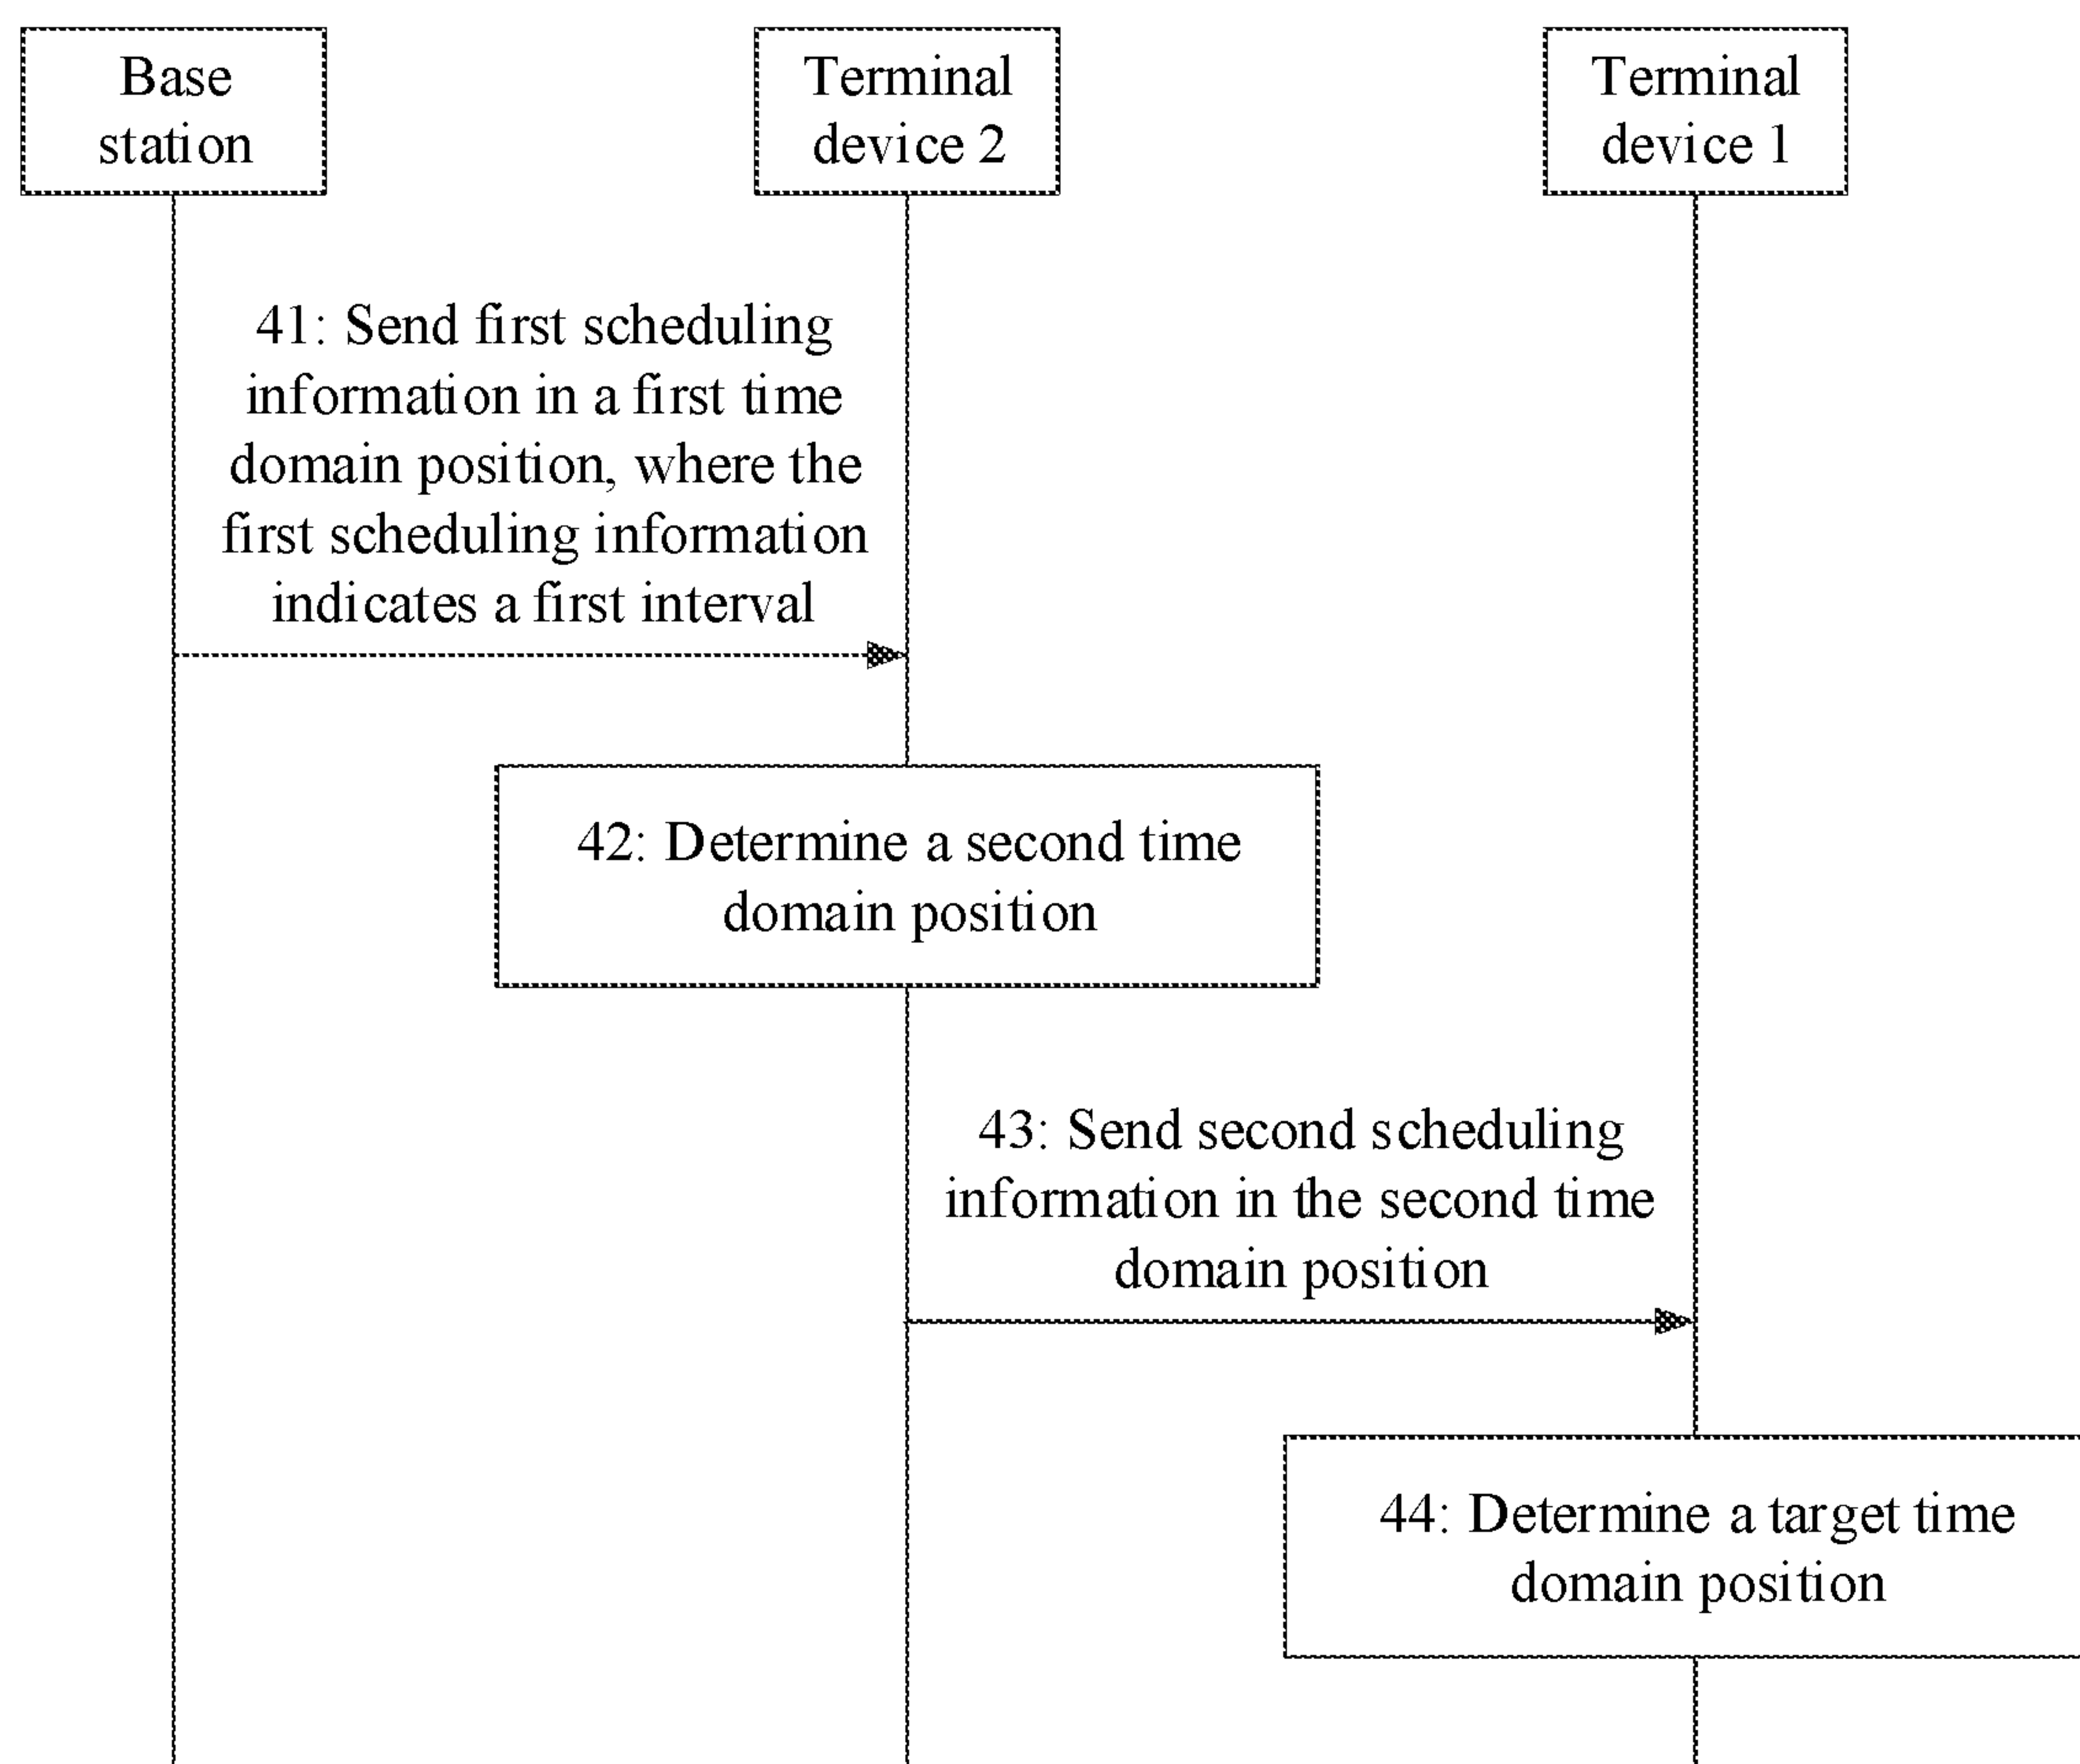 Base
station
Terminal
device 2
Terminal
device 1
41: Send first scheduling
information in a first time
domain position, where the
first scheduling information
indicates a first interval
42: Determine a second time
domain position
43: Send second scheduling
information in the second time
domain position
44: Determine a target time
domain position